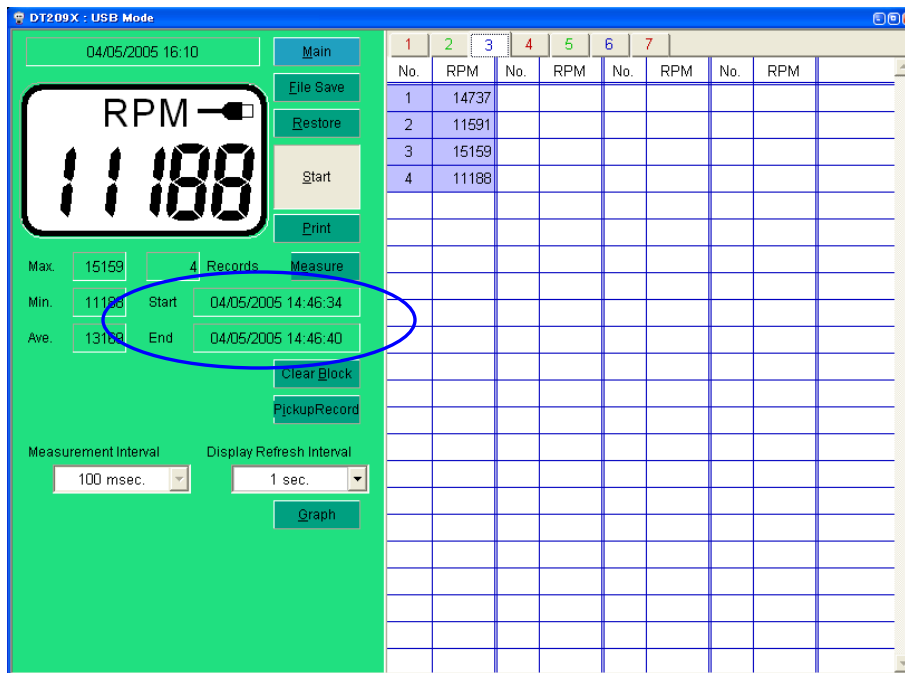 DT209X : USB Mode
04/05/2005 16:10
Main
File Save
Restore
Start
Print
RPM
11188
Max. 15159 4 Records Measure
Min. 11188 Start 04/05/2005 14:46:34
Ave. 13169 End 04/05/2005 14:46:40
Clear Block
PickupRecord
Measurement Interval Display Refresh Interval
100 msec. 1 sec.
Graph
1 2 3 4 5 6 7
No. RPM No. RPM No. RPM No. RPM
1 14737
2 11591
3 15159
4 11188